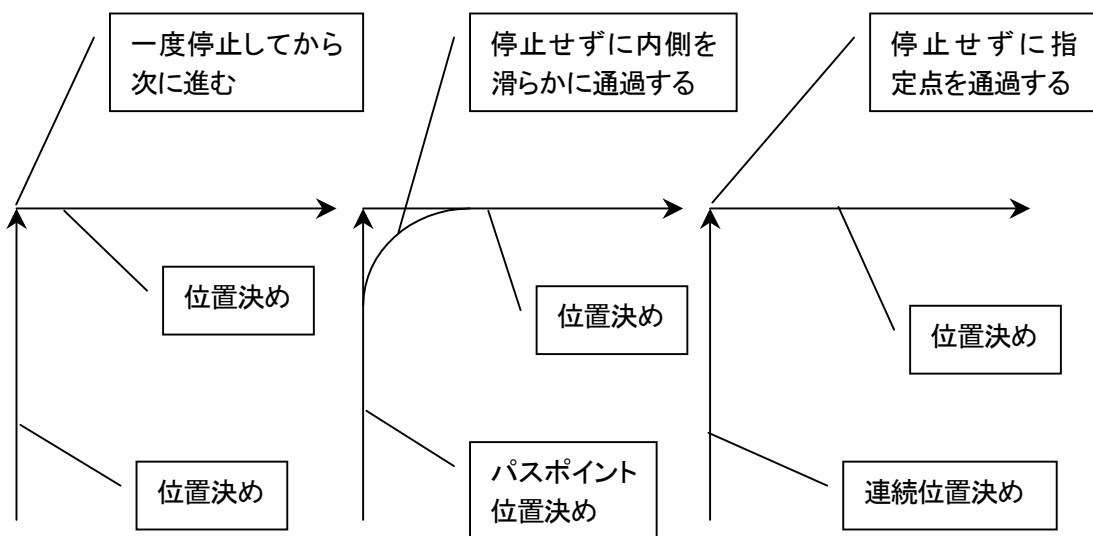 一度停止してから
次に進む
停止せずに内側を
滑らかに通過する
停止せずに指
定点を通過する
位置決め
位置決め
位置決め
位置決め
パスポイント
位置決め
連続位置決め